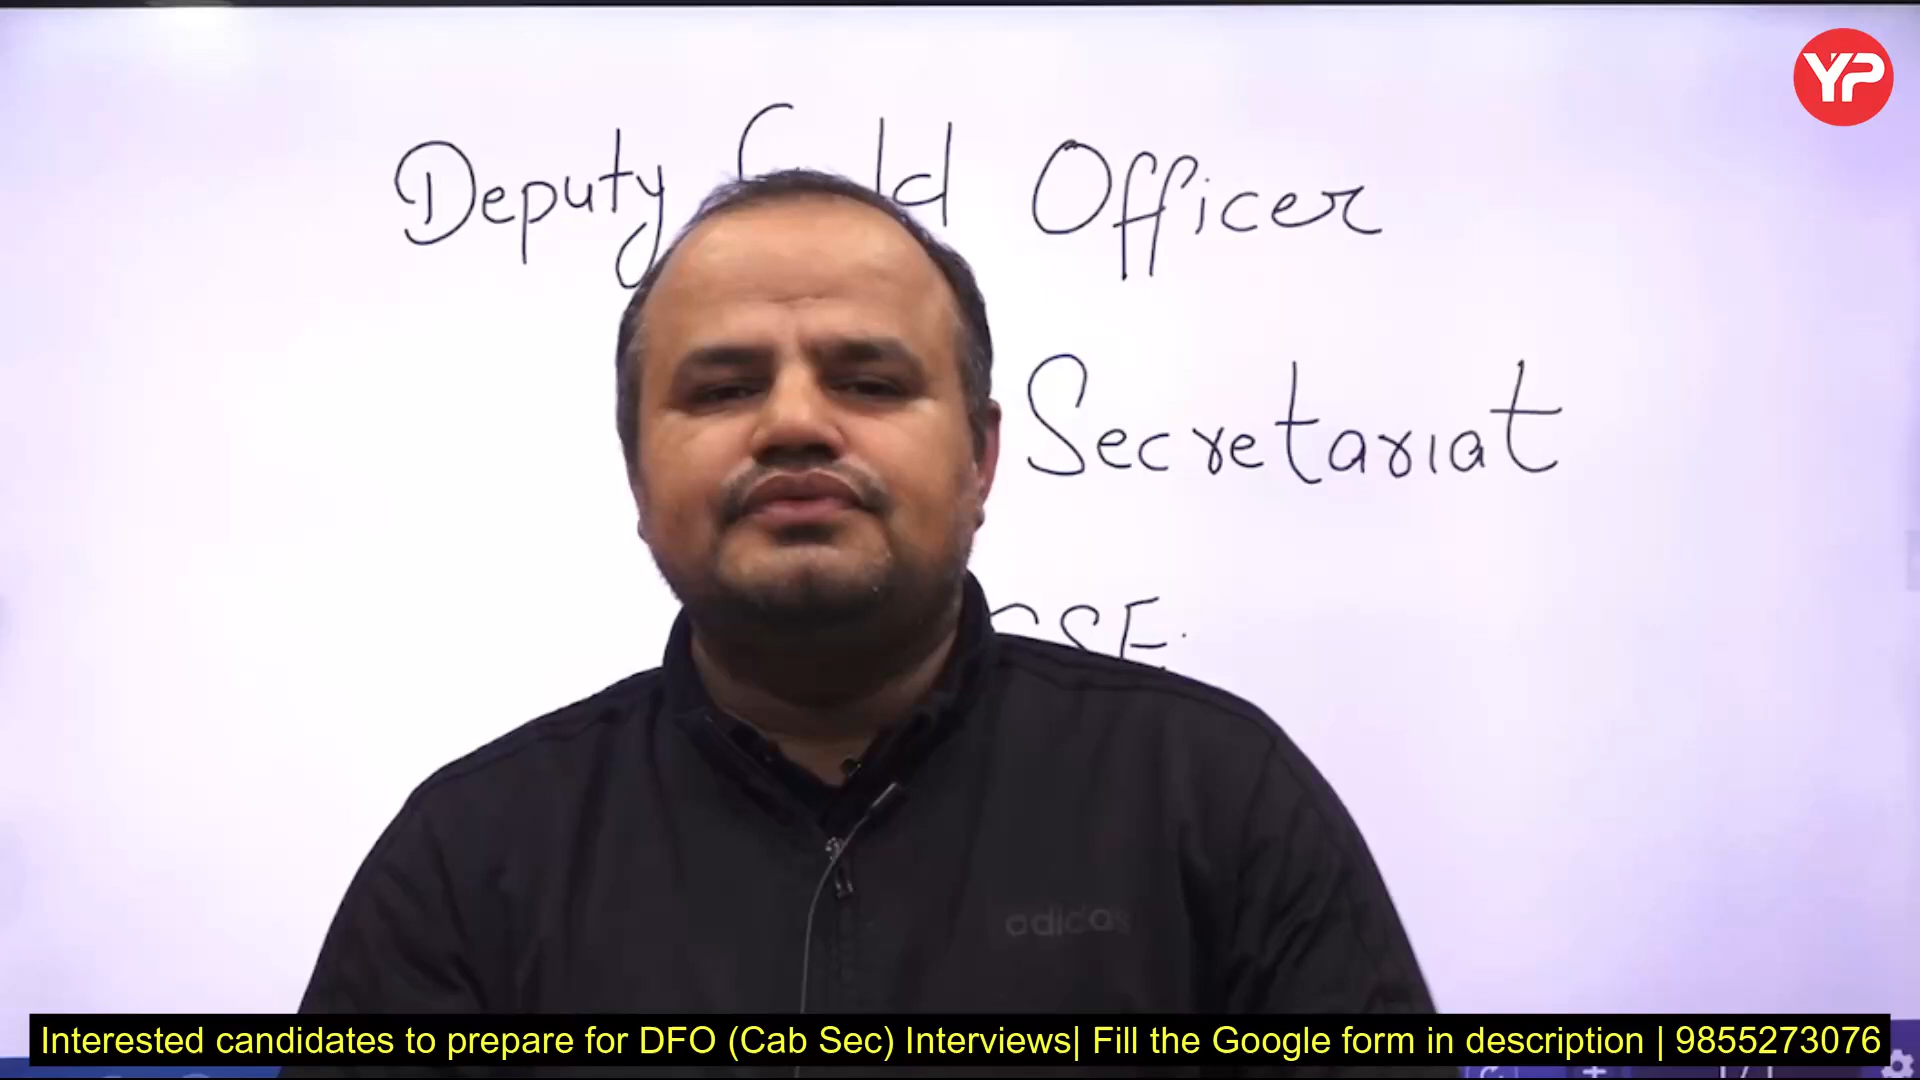 YP
Deputy Officer
Secretariat
adidas
Interested candidates to prepare for DFO (Cab Sec) Interviews| Fill the Google form in description | 9855273076